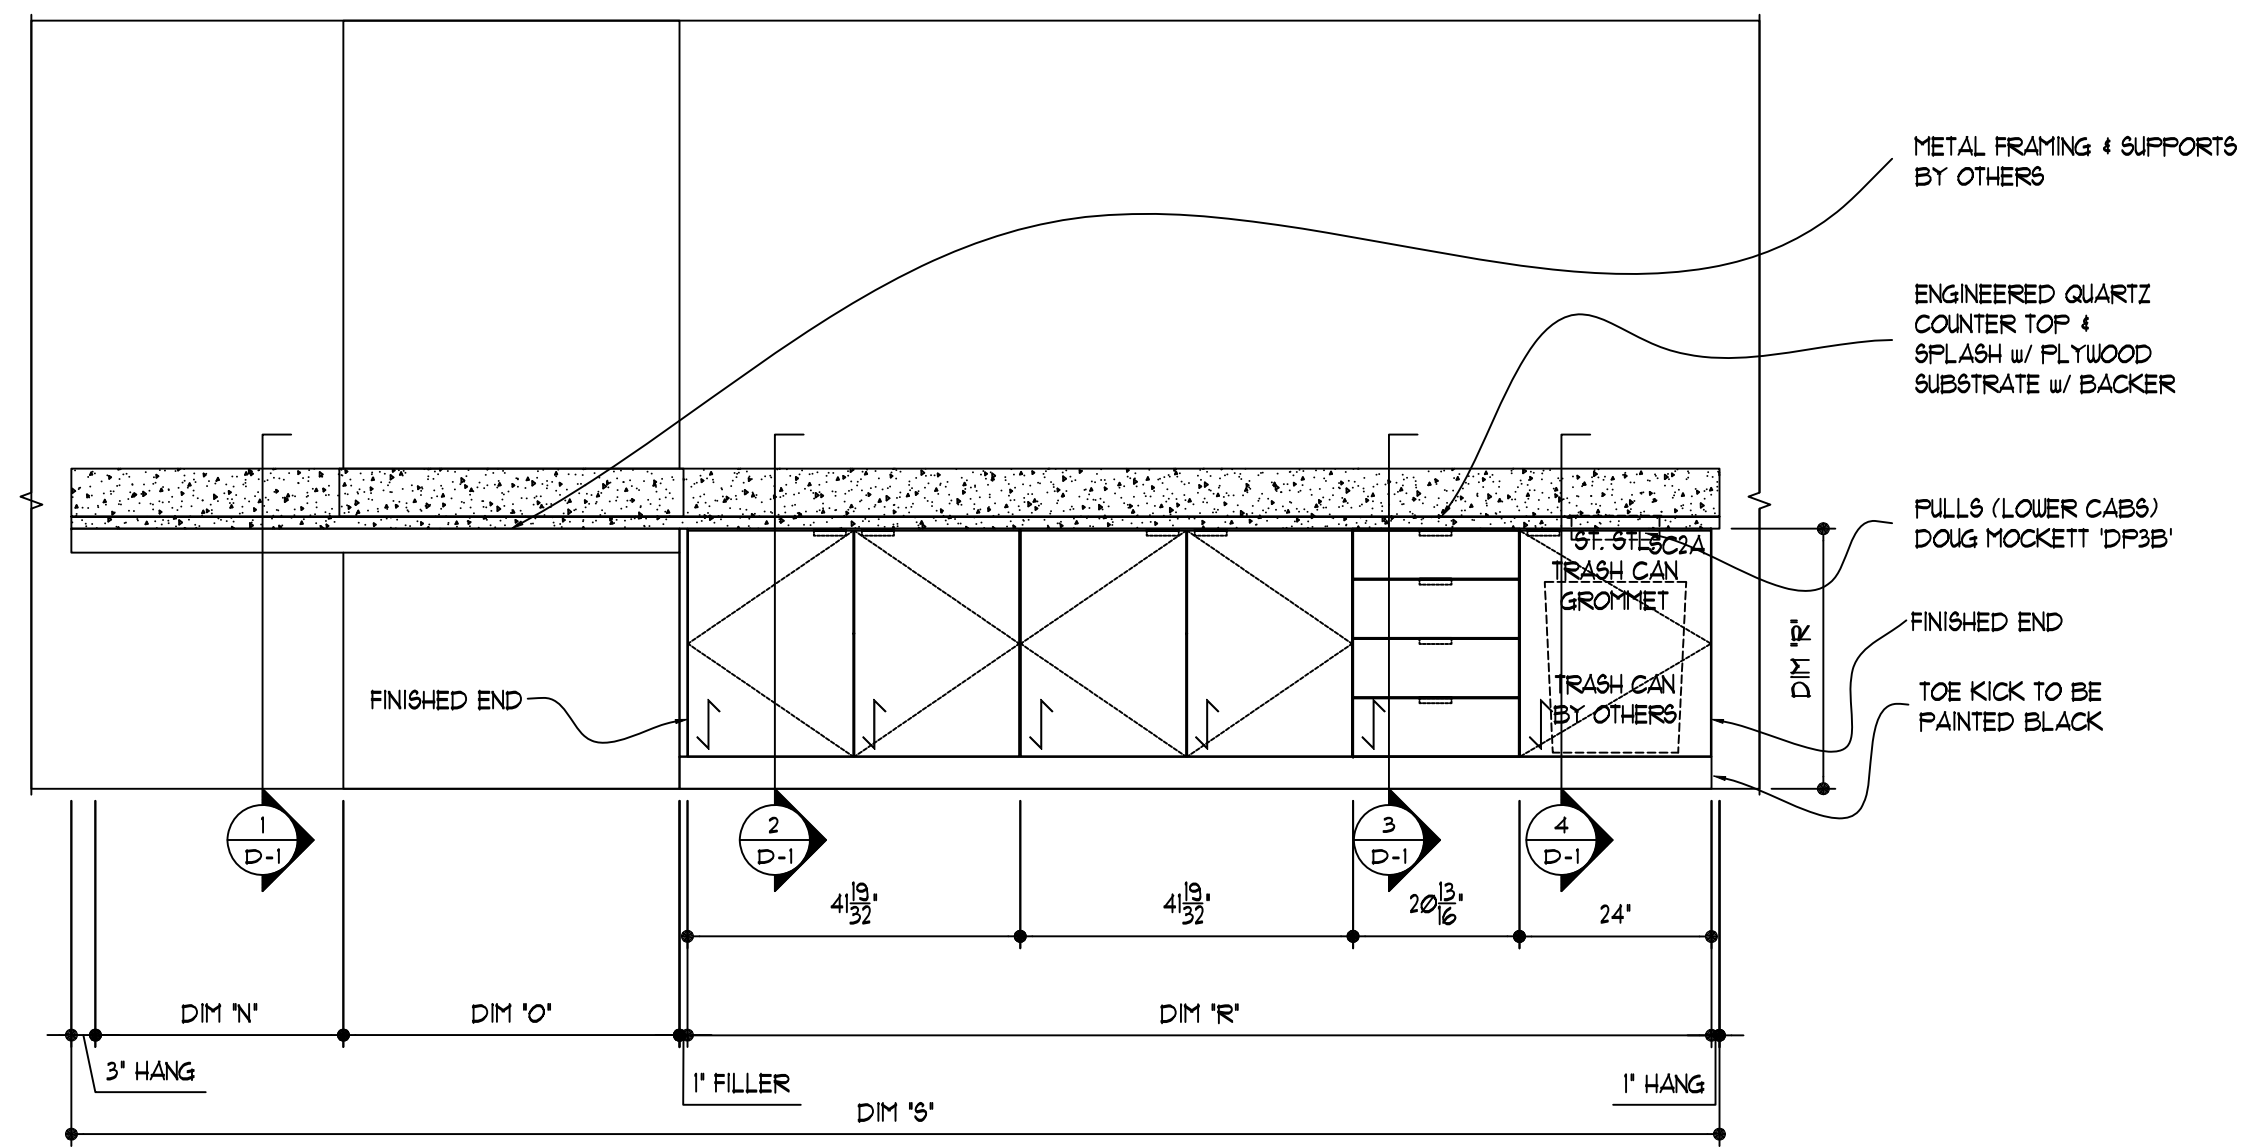 METAL FRAMING & SUPPORTS
BY OTHERS
ENGINEERED QUARTZ
COUNTER TOP &
SPLASH w/ PLYWOOD
SUBSTRATE w/ BACKER
PULLS (LOWER CABS)
DOUG MOCKETT 'DP3B'
ST. STL SC2A
TRASH CAN
GROMMET
FINISHED END
DIM "R"
TRASH CAN
BY OTHERS
FINISHED END
TOE KICK TO BE
PAINTED BLACK
1
D-1
2
D-1
3
D-1
4
D-1
41 19/32"
41 19/32"
20 13/16"
24"
DIM "N"
DIM "O"
DIM "R"
3" HANG
1" FILLER
1" HANG
DIM "S"